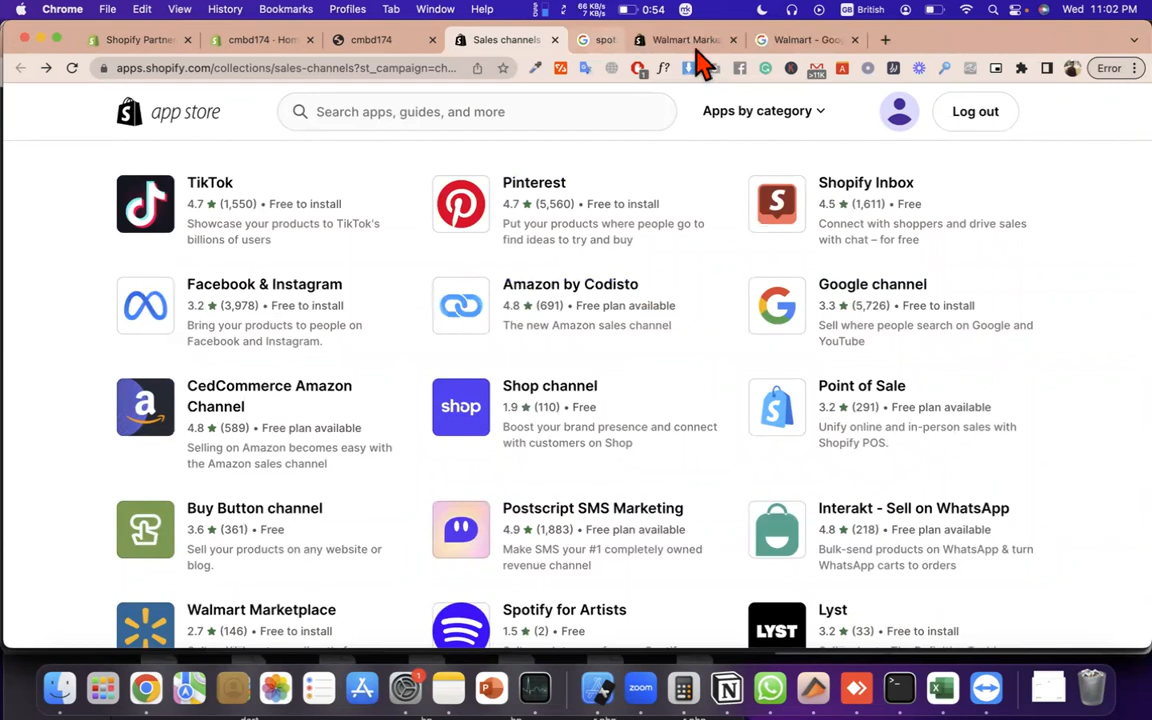 Chrome File Edit View History Bookmarks Profiles Tab Window Help 66 KB 7 KB/s 0:54 British Wed 11:02 PM
Shopify Partne cmbd174 - Hom cmbd174 Sales channels spot Walmart Marke Walmart - Goo
apps.shopify.com/collections/sales-channels?st_campaign=ch... Error
app store Search apps, guides, and more Apps by category Log out
TikTok
4.7 ★ (1,550) • Free to install
Showcase your products to TikTok's
billions of users
Pinterest
4.7 ★ (5,560) • Free to install
Put your products where people go to
find ideas to try and buy
Shopify Inbox
4.5 ★ (1,611) • Free
Connect with shoppers and drive sales
with chat – for free
Facebook & Instagram
3.2 ★ (3,978) • Free to install
Bring your products to people on
Facebook and Instagram.
Amazon by Codisto
4.8 ★ (691) • Free plan available
The new Amazon sales channel
Google channel
3.3 ★ (5,726) • Free to install
Sell where people search on Google and
YouTube
CedCommerce Amazon
Channel
4.8 ★ (589) • Free plan available
Selling on Amazon becomes easy with
the Amazon sales channel
shop
Shop channel
1.9 ★ (110) • Free
Boost your brand presence and connect
with customers on Shop
Point of Sale
3.2 ★ (291) • Free plan available
Unify online and in-person sales with
Shopify POS.
Buy Button channel
3.6 ★ (361) • Free
Sell your products on any website or
blog.
Postscript SMS Marketing
4.9 ★ (1,883) • Free plan available
Make SMS your #1 completely owned
revenue channel
Interakt - Sell on WhatsApp
4.8 ★ (218) • Free plan available
Bulk-send products on WhatsApp & turn
WhatsApp carts to orders
Walmart Marketplace
2.7 ★ (146) • Free to install
Spotify for Artists
1.5 ★ (2) • Free
LYST
Lyst
3.2 ★ (33) • Free to install
zoom